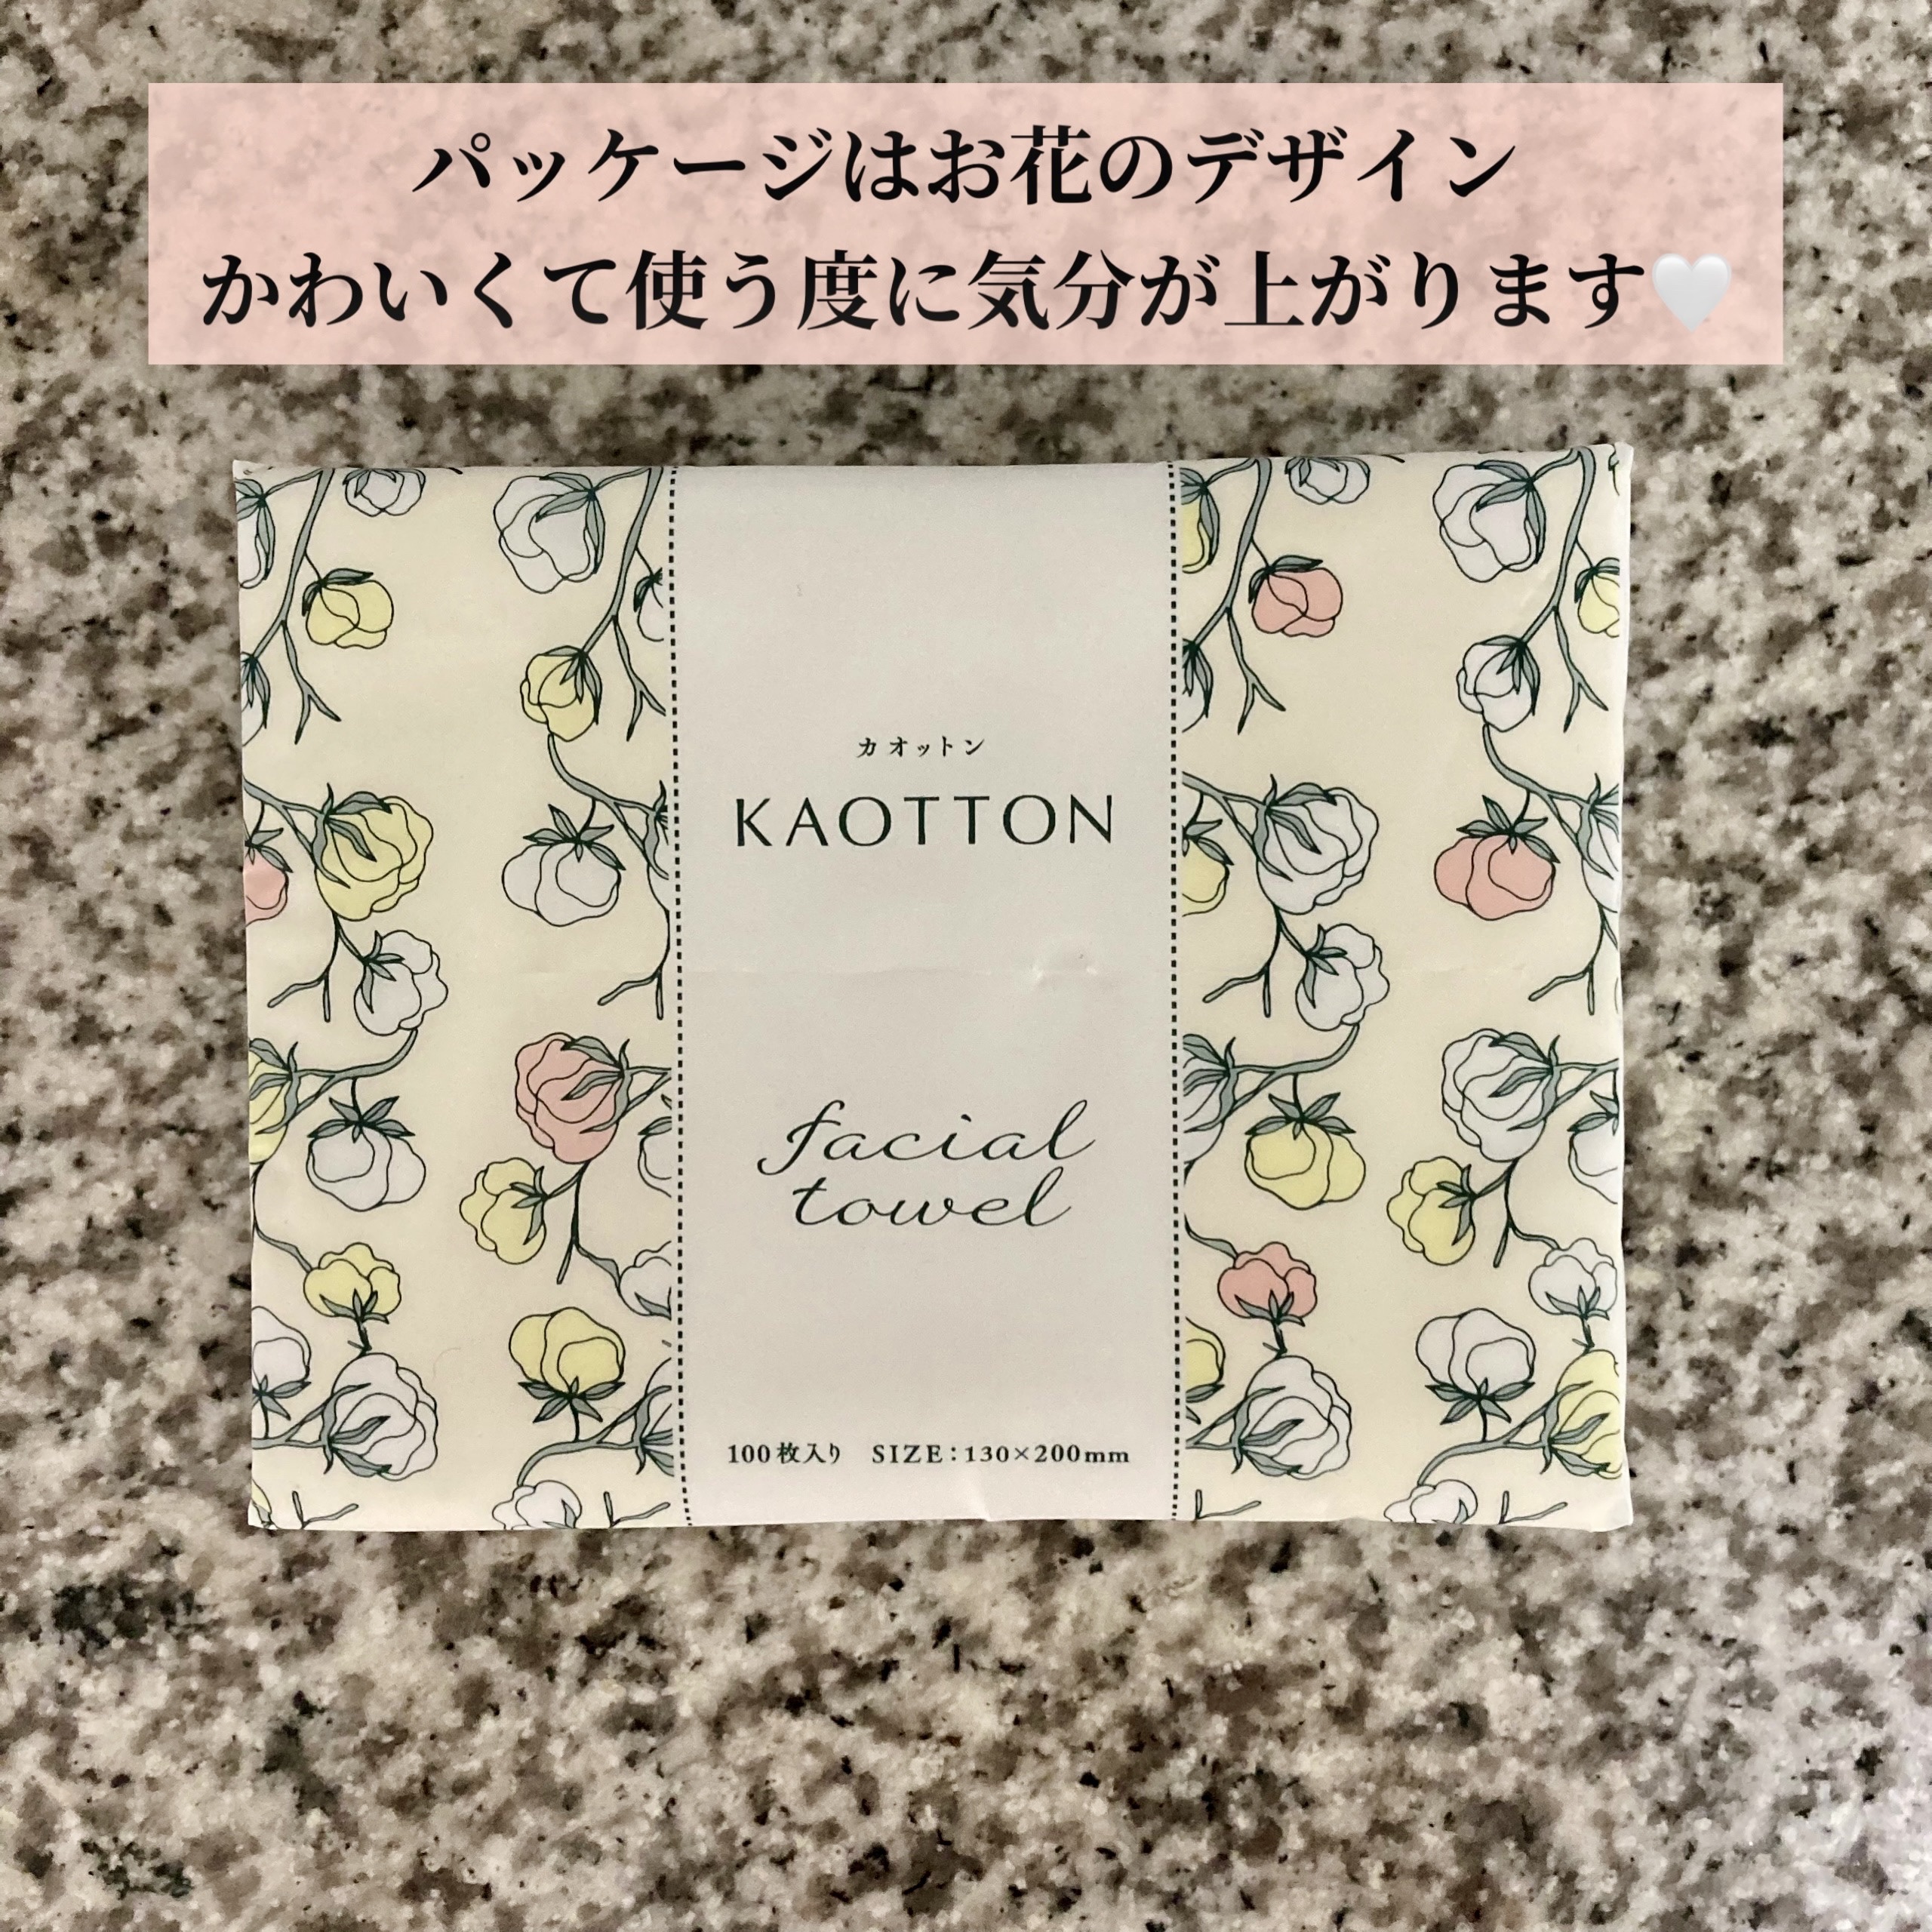 パッケージはお花のデザイン
かわいくて使う度に気分が上がります🤍
カオットン
KAOTTON
facial
towel
100枚入り SIZE：130×200mm